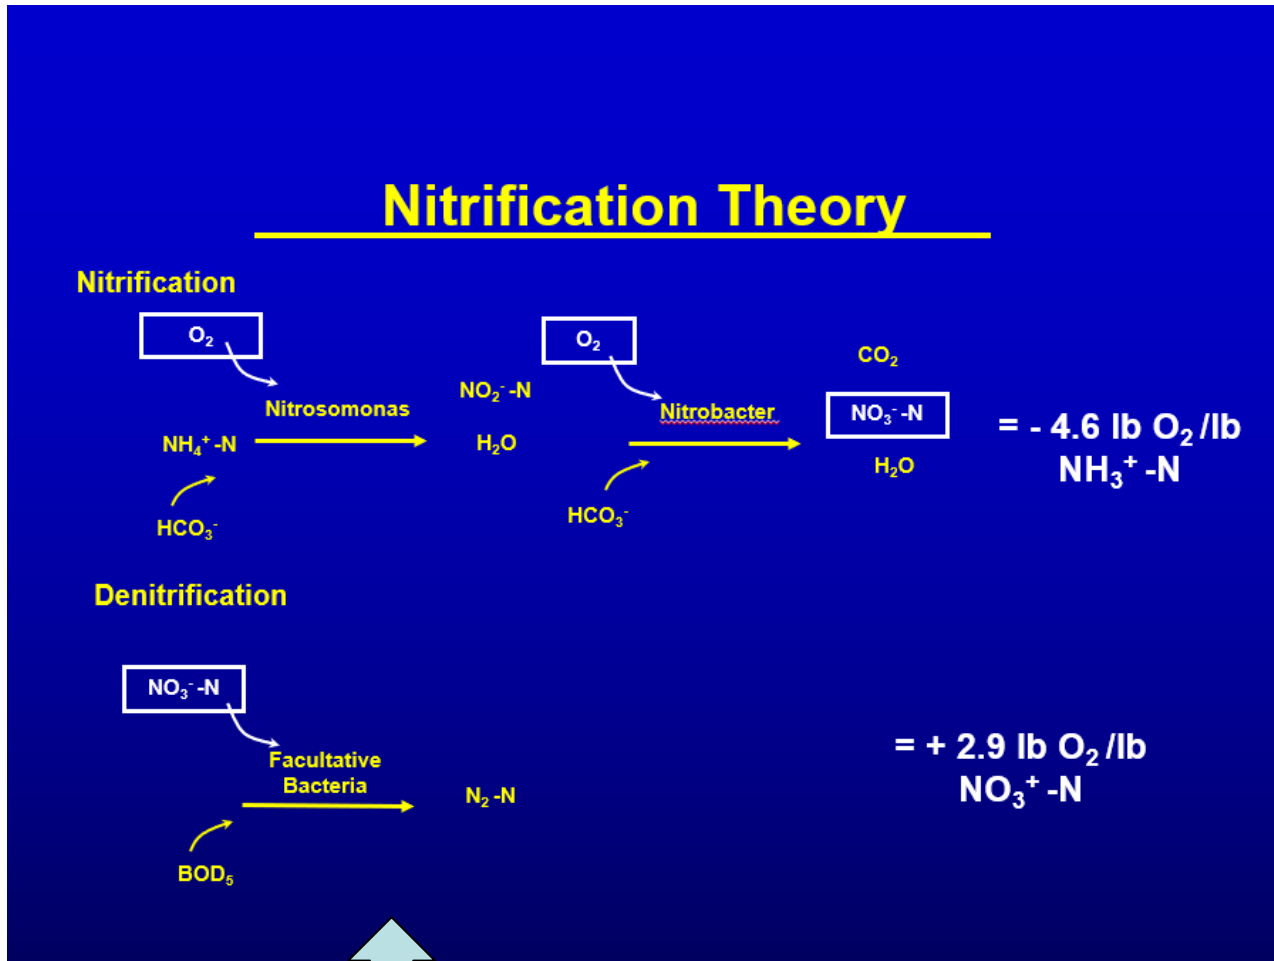 Nitrification Theory
Nitrification
O₂
O₂
CO₂
NO₂⁻ -N
Nitrosomonas
Nitrobacter
NO₃⁻ -N
= - 4.6 lb O₂ /lb
NH₃⁺ -N
NH₄⁺ -N
H₂O
H₂O
HCO₃⁻
HCO₃⁻
Denitrification
NO₃⁻ -N
Facultative
Bacteria
N₂ -N
= + 2.9 lb O₂ /lb
NO₃⁺ -N
BOD₅